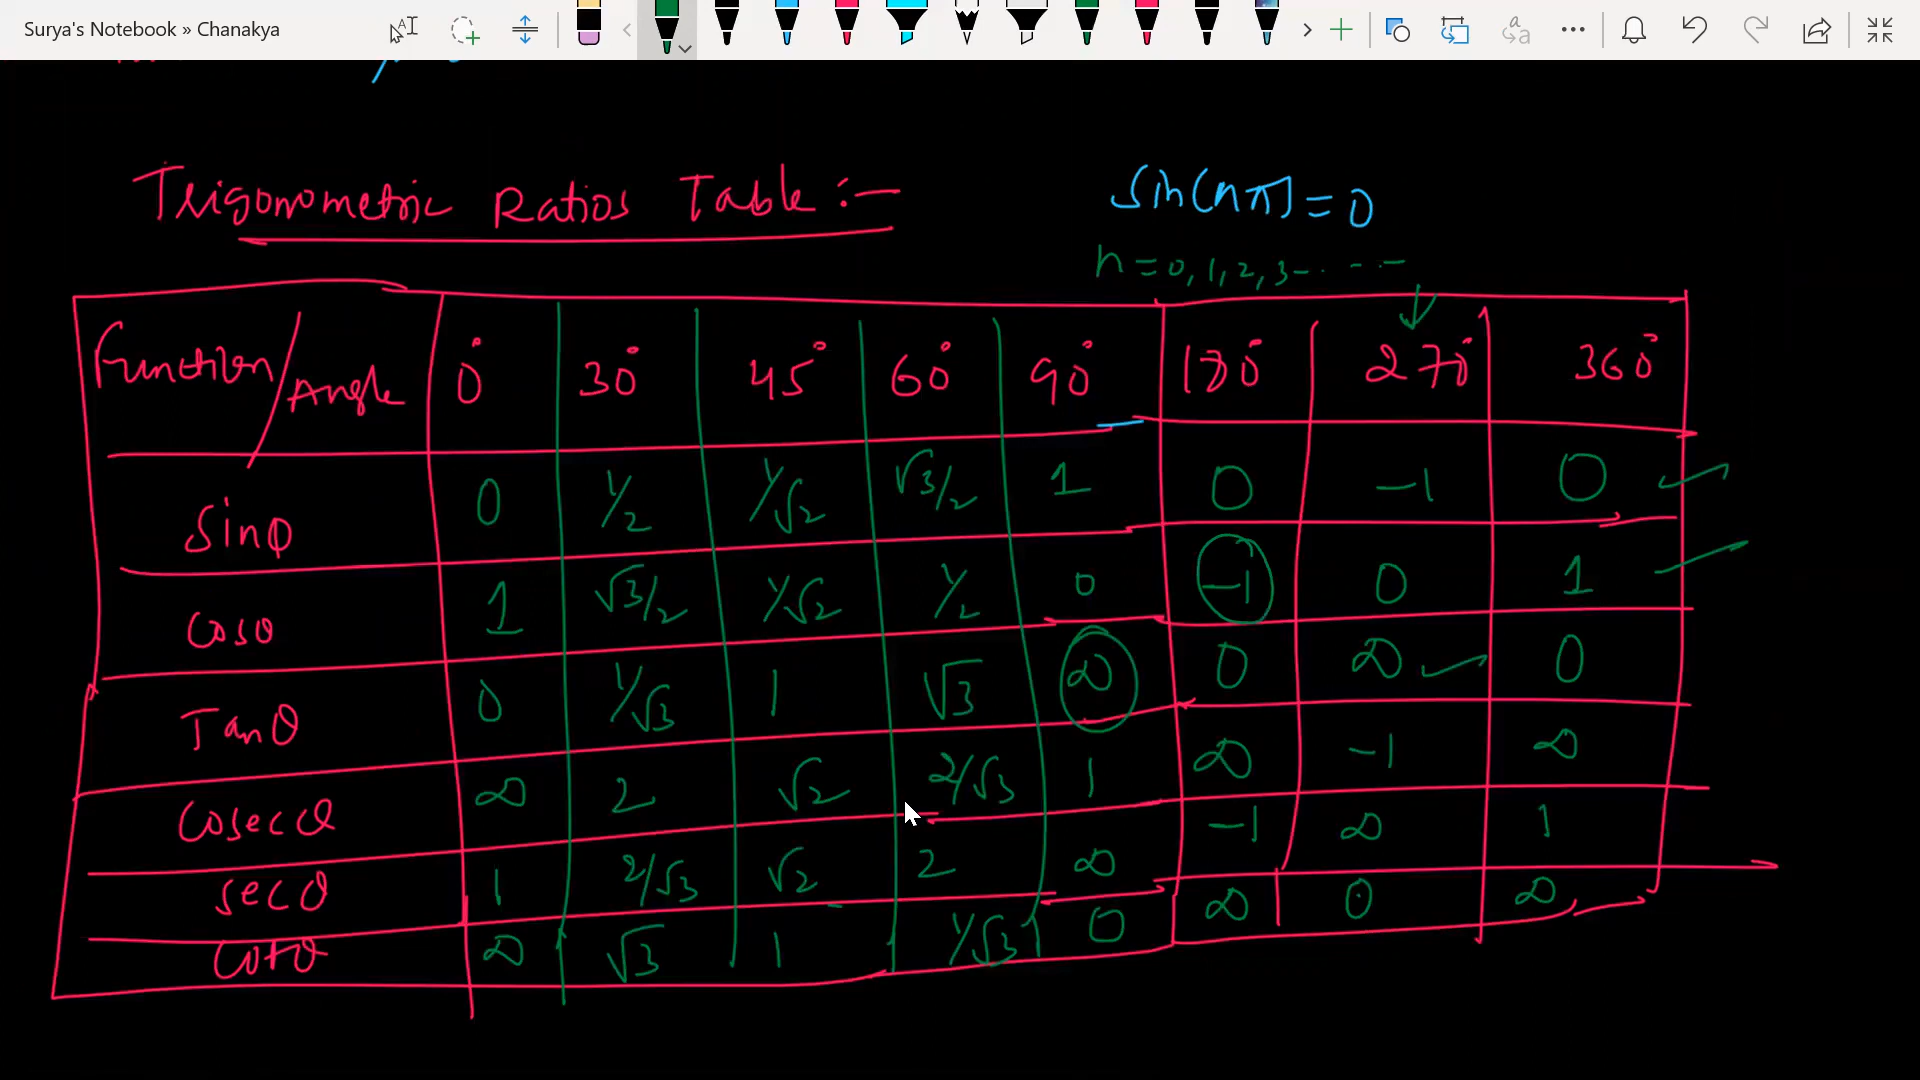 Surya's Notebook » Chanakya
Trigonometric Ratios Table :-
sin(nπ) = 0
n = 0, 1, 2, 3 - . . - . -
Function / Angle 0° 30° 45° 60° 90° 180° 270° 360°
Sinθ 0 1/2 1/√2 √3/2 1 0 -1 0
Cosθ 1 √3/2 1/√2 1/2 0 -1 0 1
Tanθ 0 1/√3 1 √3 ∞ 0 ∞ 0
Cosecθ ∞ 2 √2 2/√3 1 ∞ -1 ∞
Secθ 1 2/√3 √2 2 ∞ -1 ∞ 1
Cotθ ∞ √3 1 1/√3 0 ∞ 0 ∞